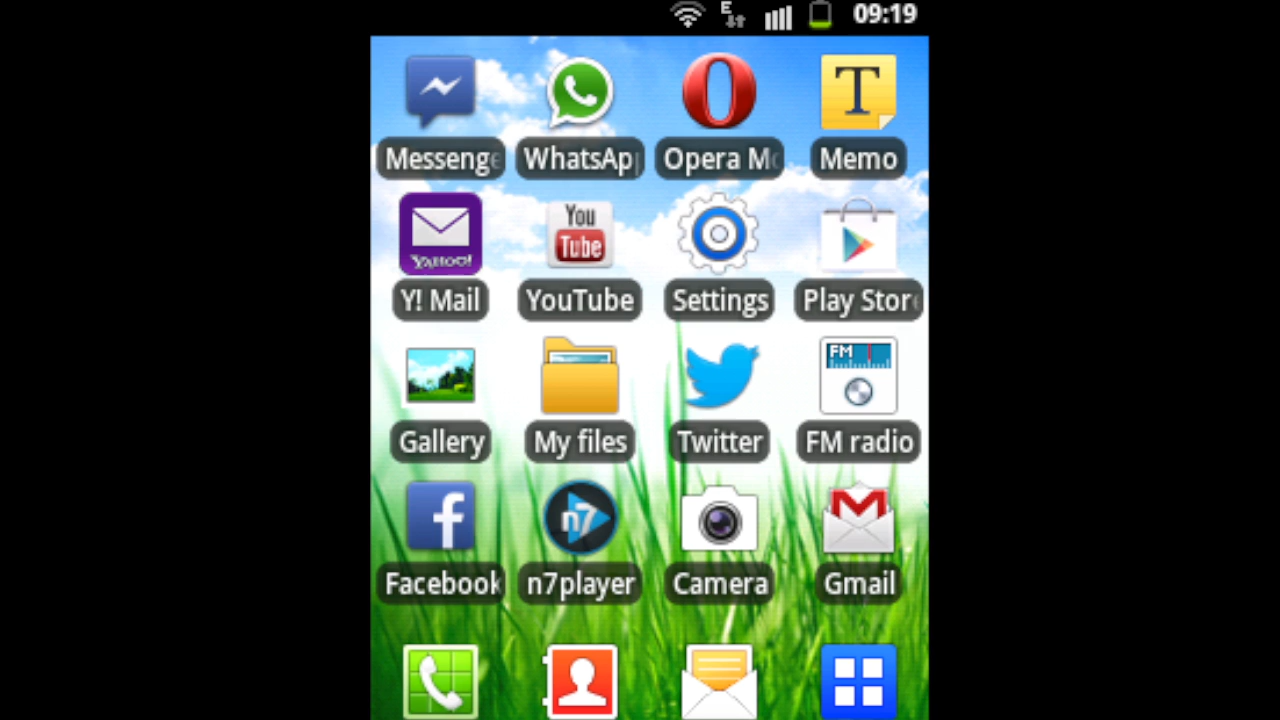 E 09:19
T
Messenge WhatsAp Opera M Memo
You
Tube
YAHOO!
Y! Mail YouTube Settings Play Stor
FM
Gallery My files Twitter FM radio
f n7 M
Facebook n7player Camera Gmail